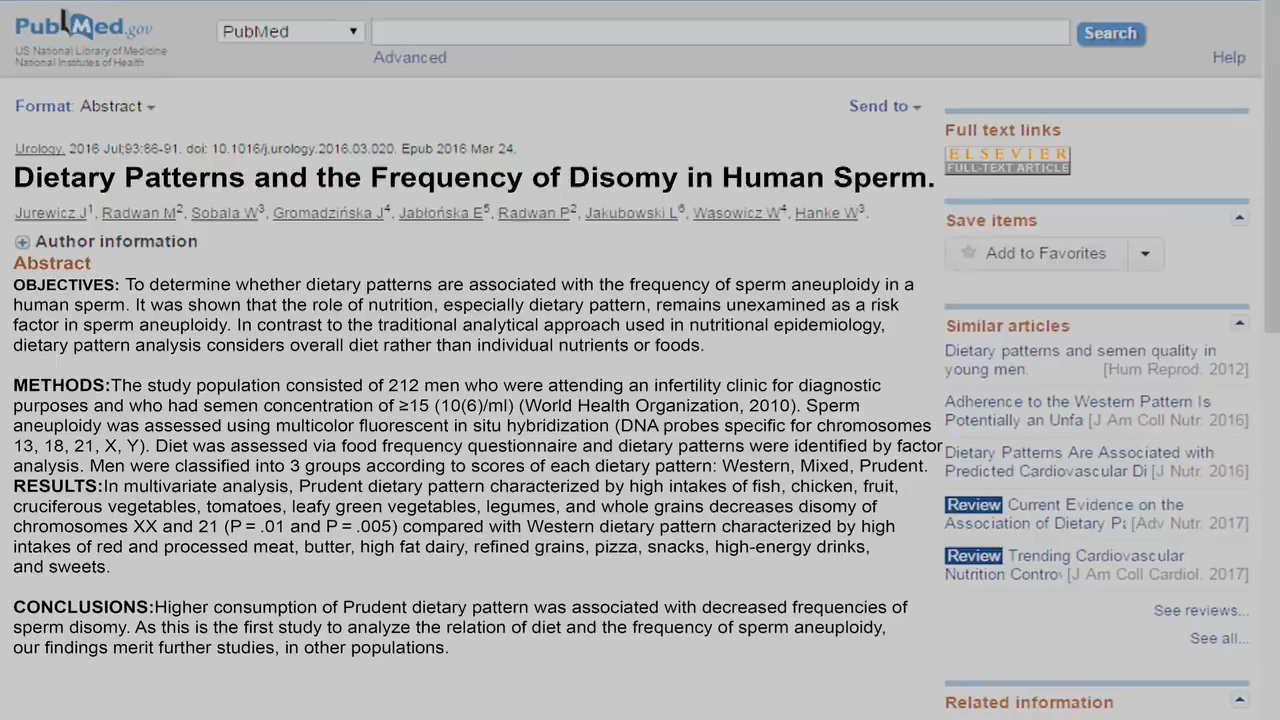 PubMed.gov
US National Library of Medicine
National Institutes of Health
PubMed
Search
Advanced
Help
Format: Abstract
Send to
Urology. 2016 Jul;93:86-91. doi: 10.1016/j.urology.2016.03.020. Epub 2016 Mar 24.
Dietary Patterns and the Frequency of Disomy in Human Sperm.
Jurewicz J1, Radwan M2, Sobala W3, Gromadzińska J4, Jabłońska E5, Radwan P2, Jakubowski L6, Wasowicz W4, Hanke W3.
Author information
Abstract
OBJECTIVES: To determine whether dietary patterns are associated with the frequency of sperm aneuploidy in a
human sperm. It was shown that the role of nutrition, especially dietary pattern, remains unexamined as a risk
factor in sperm aneuploidy. In contrast to the traditional analytical approach used in nutritional epidemiology,
dietary pattern analysis considers overall diet rather than individual nutrients or foods.
METHODS:The study population consisted of 212 men who were attending an infertility clinic for diagnostic
purposes and who had semen concentration of ≥15 (10(6)/ml) (World Health Organization, 2010). Sperm
aneuploidy was assessed using multicolor fluorescent in situ hybridization (DNA probes specific for chromosomes
13, 18, 21, X, Y). Diet was assessed via food frequency questionnaire and dietary patterns were identified by factor
analysis. Men were classified into 3 groups according to scores of each dietary pattern: Western, Mixed, Prudent.
RESULTS:In multivariate analysis, Prudent dietary pattern characterized by high intakes of fish, chicken, fruit,
cruciferous vegetables, tomatoes, leafy green vegetables, legumes, and whole grains decreases disomy of
chromosomes XX and 21 (P = .01 and P = .005) compared with Western dietary pattern characterized by high
intakes of red and processed meat, butter, high fat dairy, refined grains, pizza, snacks, high-energy drinks,
and sweets.
CONCLUSIONS:Higher consumption of Prudent dietary pattern was associated with decreased frequencies of
sperm disomy. As this is the first study to analyze the relation of diet and the frequency of sperm aneuploidy,
our findings merit further studies, in other populations.
Full text links
ELSEVIER
FULL-TEXT ARTICLE
Save items
Add to Favorites
Similar articles
Dietary patterns and semen quality in
young men. [Hum Reprod. 2012]
Adherence to the Western Pattern Is
Potentially an Unfa [J Am Coll Nutr. 2016]
Dietary Patterns Are Associated with
Predicted Cardiovascular Di [J Nutr. 2016]
Review Current Evidence on the
Association of Dietary Pa [Adv Nutr. 2017]
Review Trending Cardiovascular
Nutrition Contro [J Am Coll Cardiol. 2017]
See reviews...
See all...
Related information